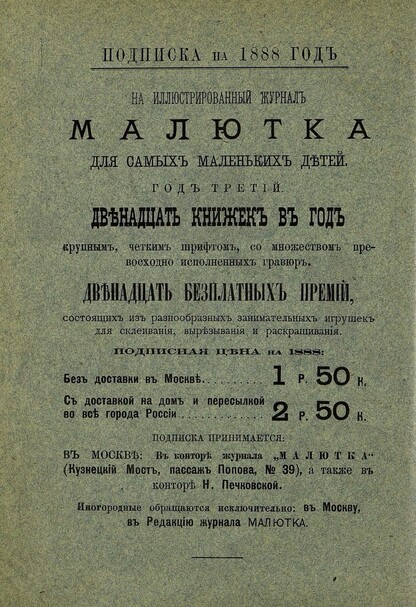 ПОДПИСКА на 1888 ГОДЪ
НА ИЛЛЮСТРИРОВАННЫЙ ЖУРНАЛЪ
МАЛЮТКА
ДЛЯ САМЫХЪ МАЛЕНЬКИХЪ ДѢТЕЙ.
ГОДЪ ТРЕТІЙ.
ДВѢНАДЦАТЬ КНИЖЕКЪ ВЪ ГОДЪ
крупнымъ, четкимъ шрифтомъ, со множествомъ пре-
восходно исполненныхъ гравюръ.
ДВѢНАДЦАТЬ БЕЗПЛАТНЫХЪ ПРЕМІЙ,
состоящихъ изъ разнообразныхъ занимательныхъ игрушекъ
для склеиванія, вырѣзыванія и раскрашиванія.
ПОДПИСНАЯ ЦѢНА на 1888:
Безъ доставки въ Москвѣ........ 1 Р. 50 К.
Съ доставкой на домъ и пересылкой
во всѣ города Россіи........ 2 Р. 50 К.
ПОДПИСКА ПРИНИМАЕТСЯ:
ВЪ МОСКВѢ: Въ конторѣ журнала „МАЛЮТКА"
(Кузнецкій Мостъ, пассажъ Попова, № 39), а также въ
конторѣ Н. Печковской.
Иногородные обращаются исключительно: въ Москву,
въ Редакцію журнала МАЛЮТКА.